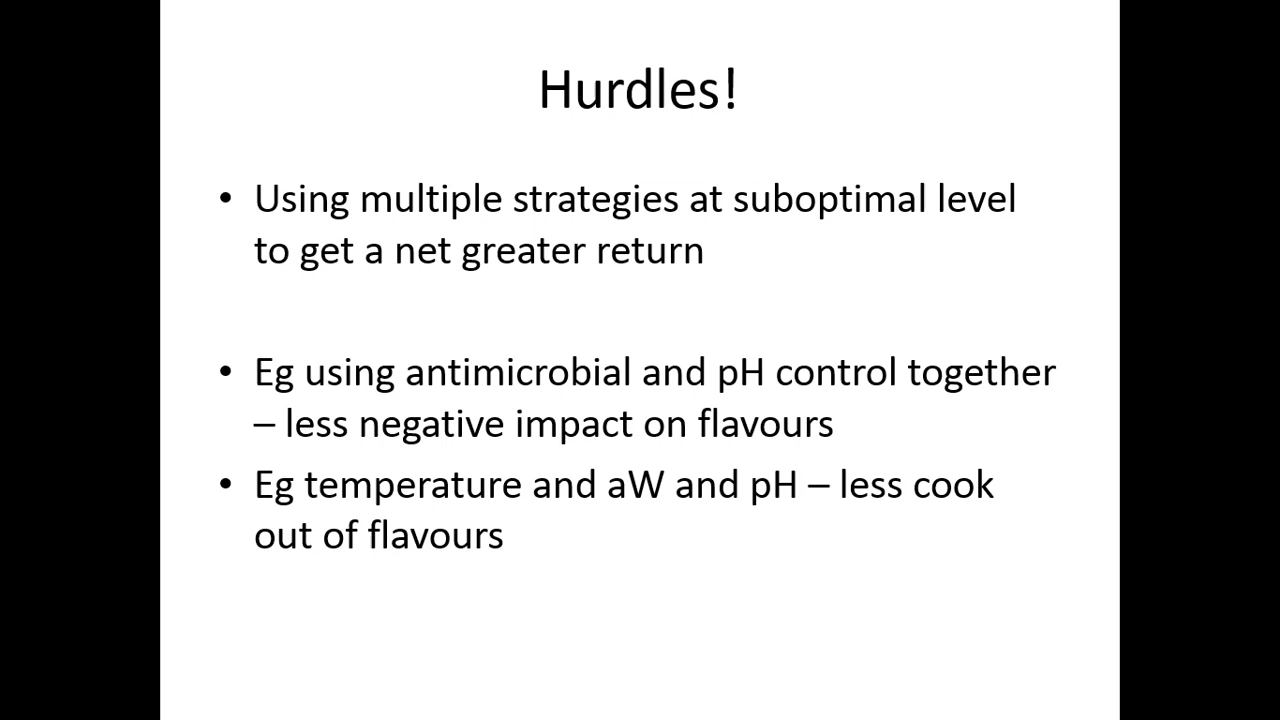 Hurdles!
• Using multiple strategies at suboptimal level
to get a net greater return
• Eg using antimicrobial and pH control together
– less negative impact on flavours
• Eg temperature and aW and pH – less cook
out of flavours